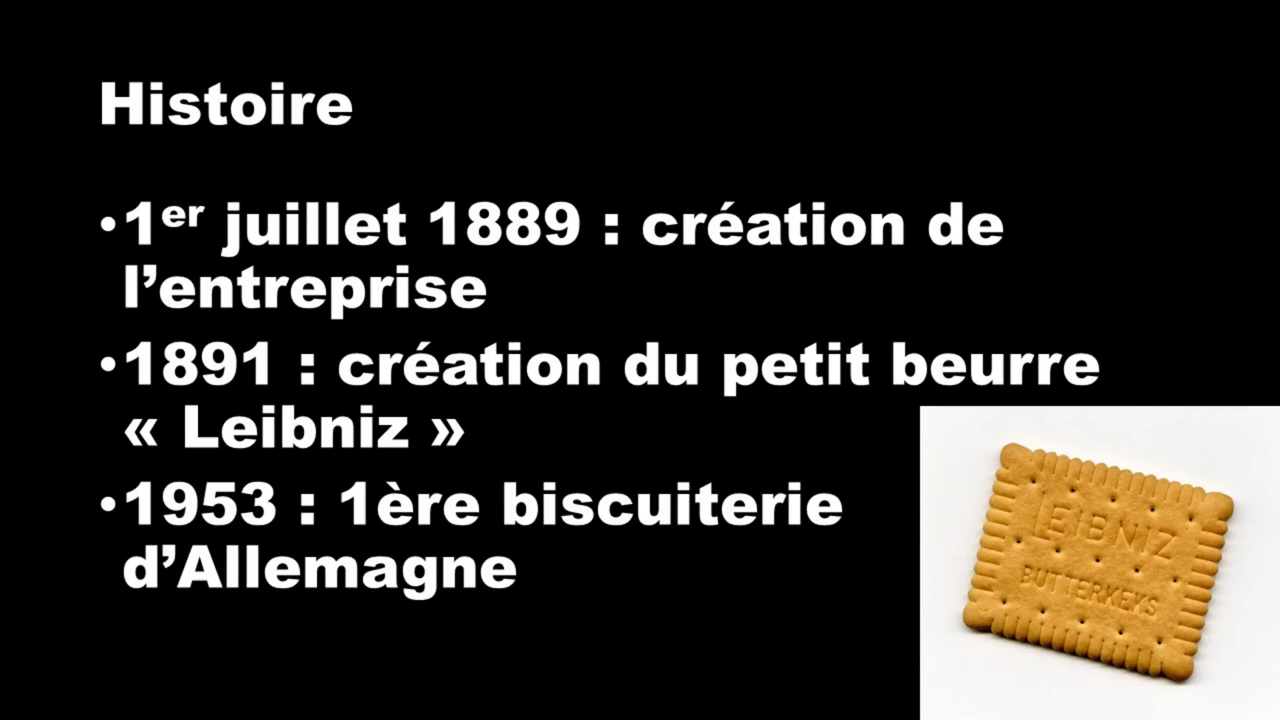 Histoire
•1er juillet 1889 : création de
l’entreprise
•1891 : création du petit beurre
« Leibniz »
•1953 : 1ère biscuiterie
d’Allemagne
LEIBNIZ
BUTTERKEKS